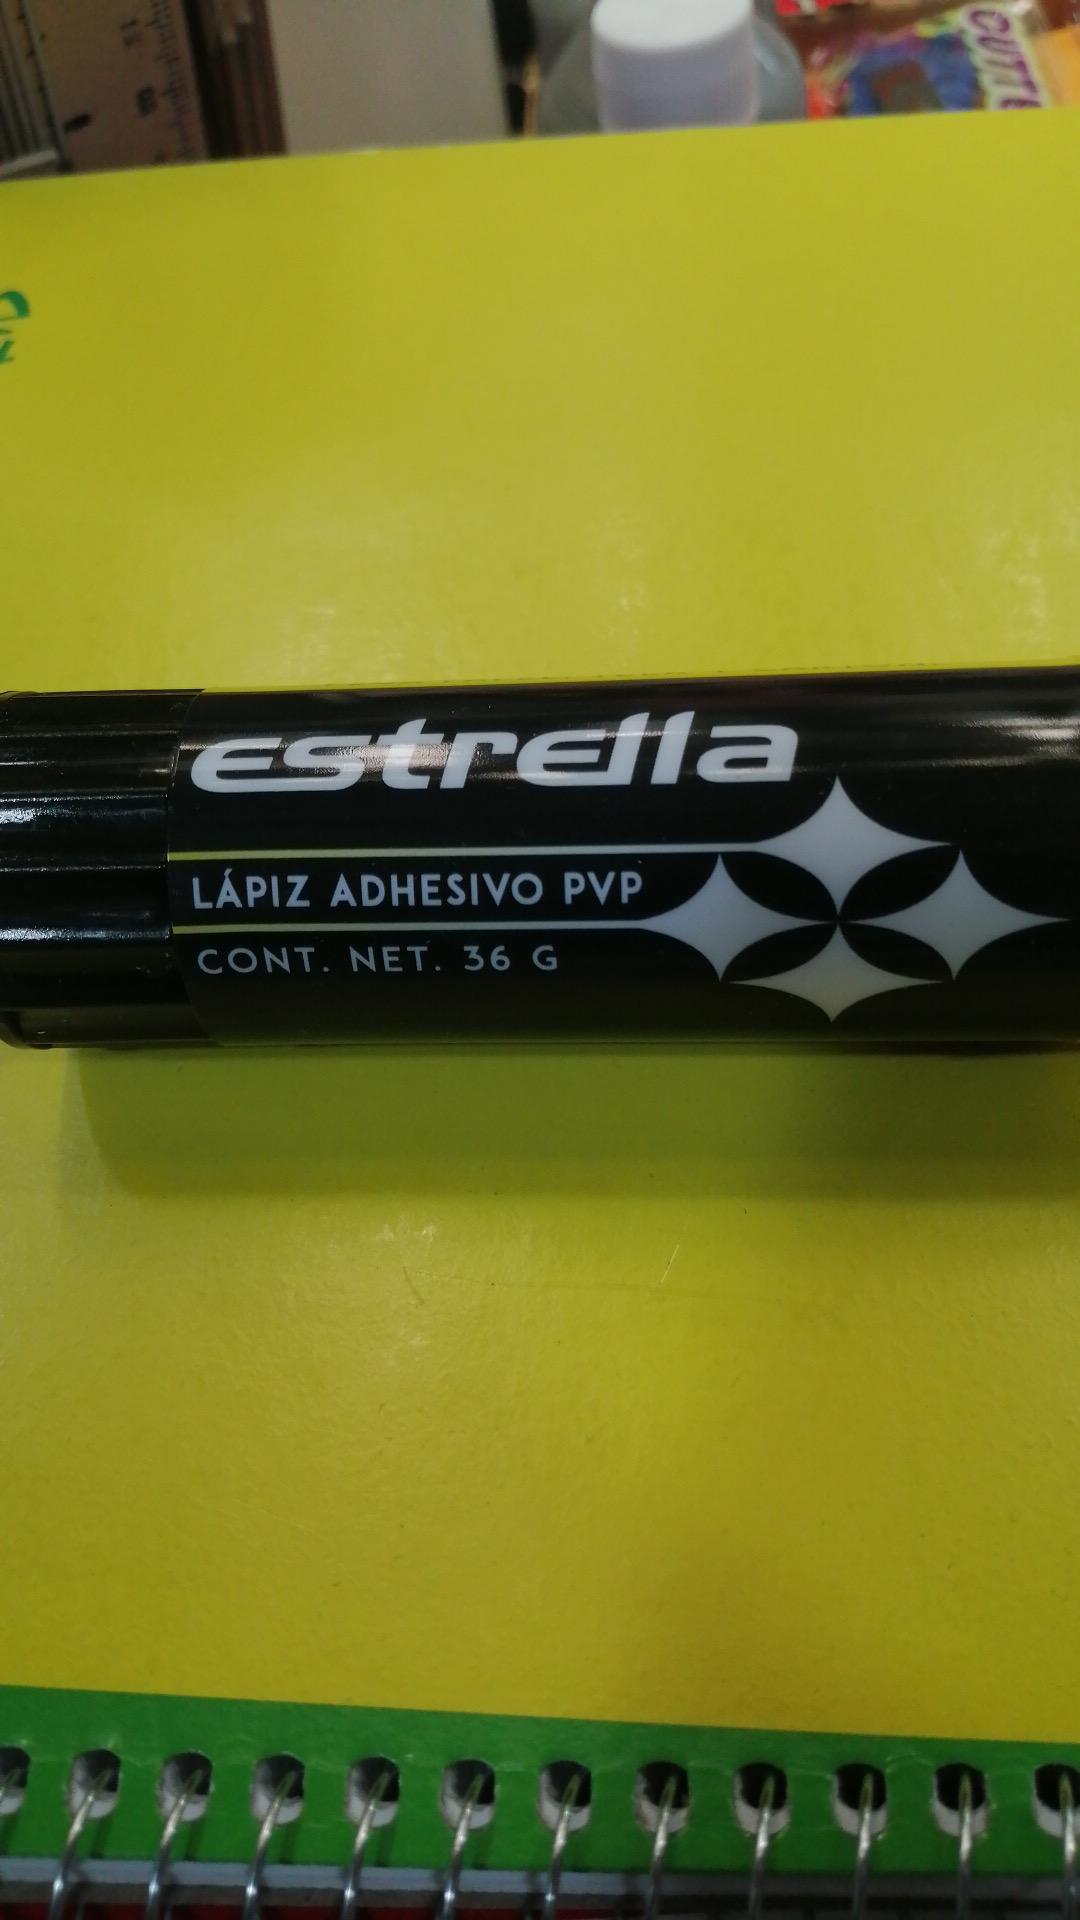 estrella
LÁPIZ ADHESIVO PVP
CONT. NET. 36 G